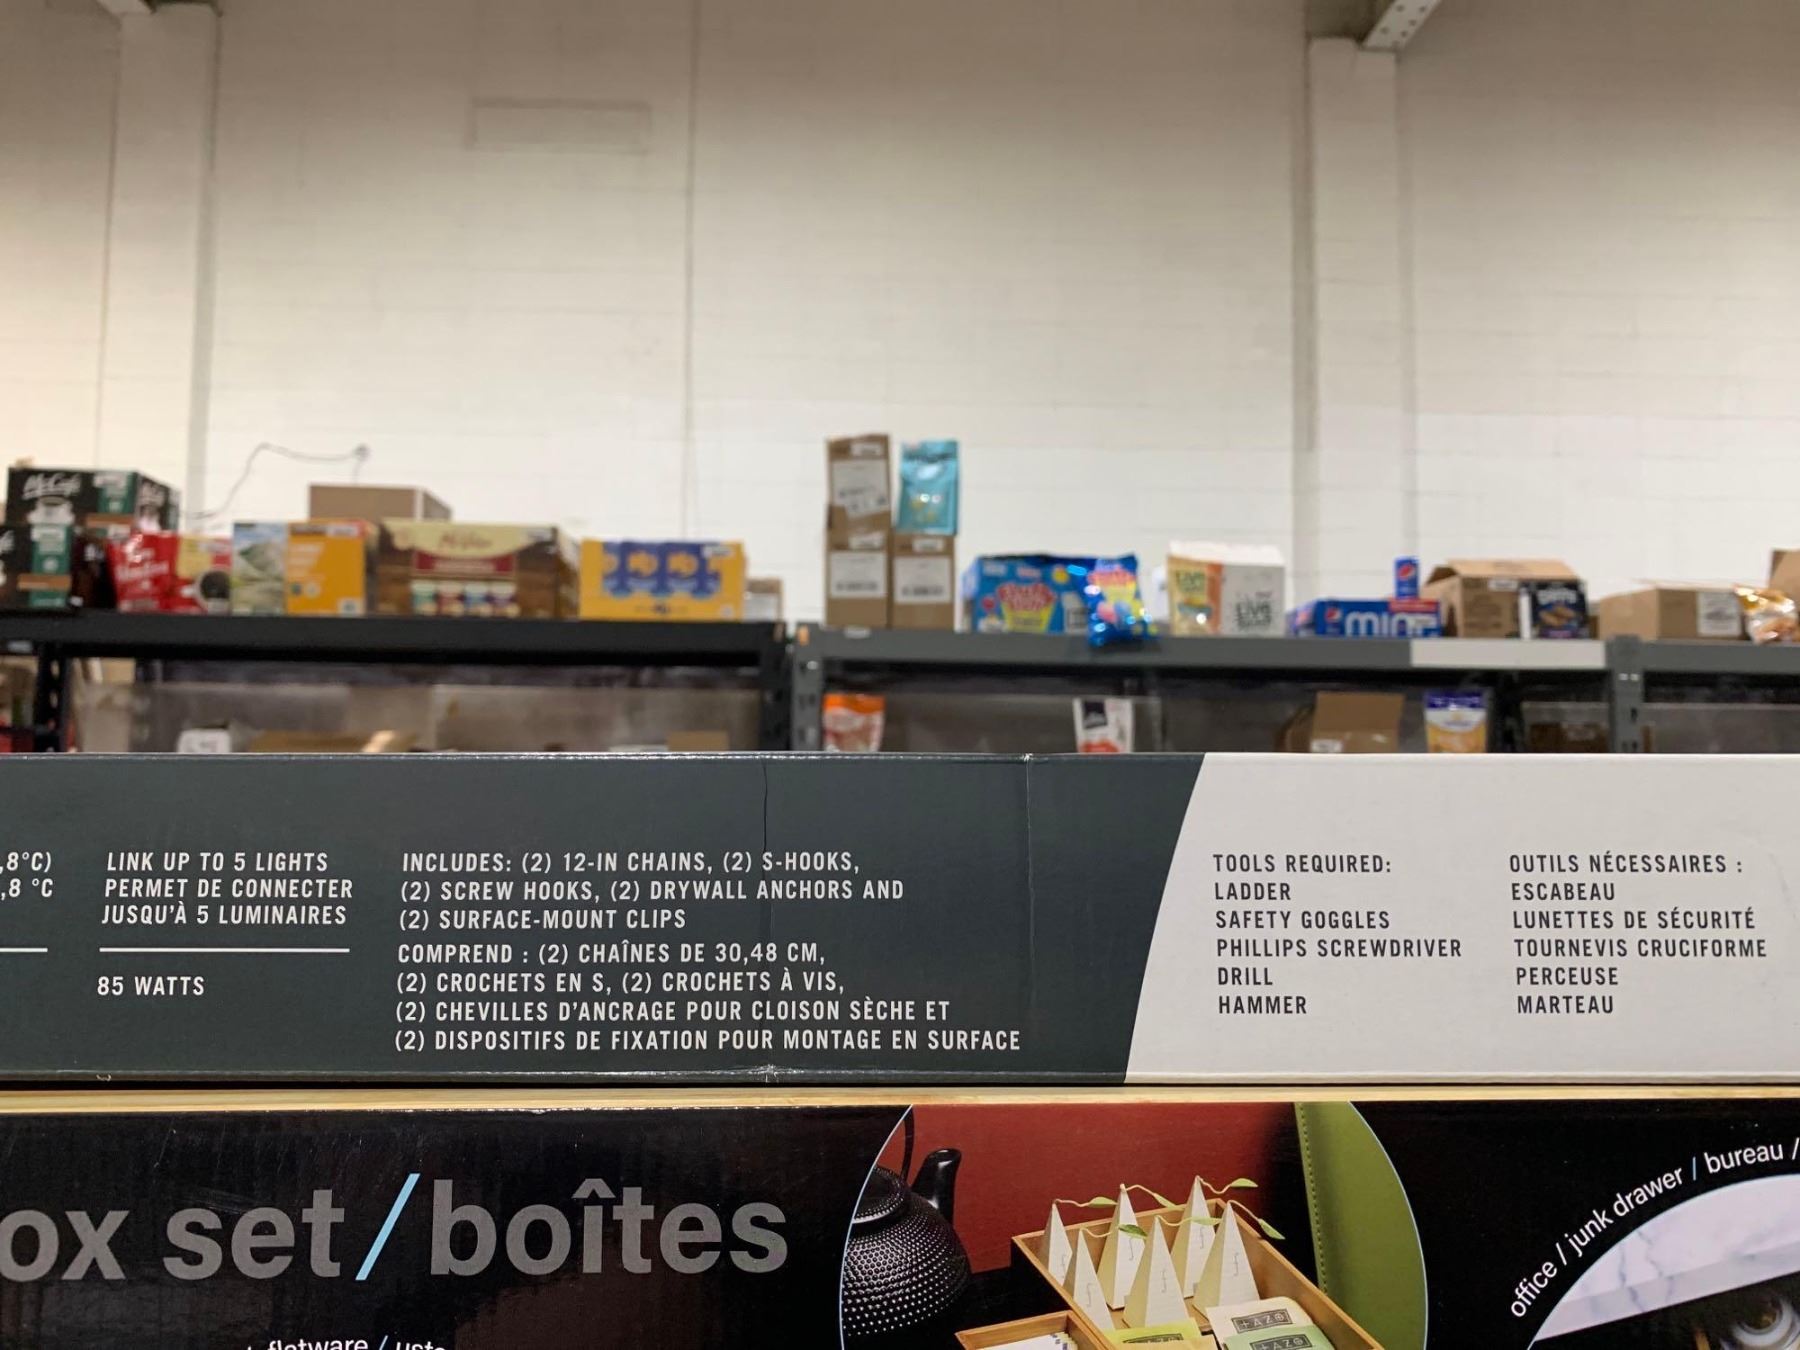 McCafé
mint
,8°C)
,8 °C
LINK UP TO 5 LIGHTS
PERMET DE CONNECTER
JUSQU'À 5 LUMINAIRES
85 WATTS
INCLUDES: (2) 12-IN CHAINS, (2) S-HOOKS,
(2) SCREW HOOKS, (2) DRYWALL ANCHORS AND
(2) SURFACE-MOUNT CLIPS
COMPREND : (2) CHAÎNES DE 30,48 CM,
(2) CROCHETS EN S, (2) CROCHETS À VIS,
(2) CHEVILLES D'ANCRAGE POUR CLOISON SÈCHE ET
(2) DISPOSITIFS DE FIXATION POUR MONTAGE EN SURFACE
TOOLS REQUIRED:
LADDER
SAFETY GOGGLES
PHILLIPS SCREWDRIVER
DRILL
HAMMER
OUTILS NÉCESSAIRES :
ESCABEAU
LUNETTES DE SÉCURITÉ
TOURNEVIS CRUCIFORME
PERCEUSE
MARTEAU
ox set/boîtes
office / junk drawer / bureau /
TAZO
TAZO